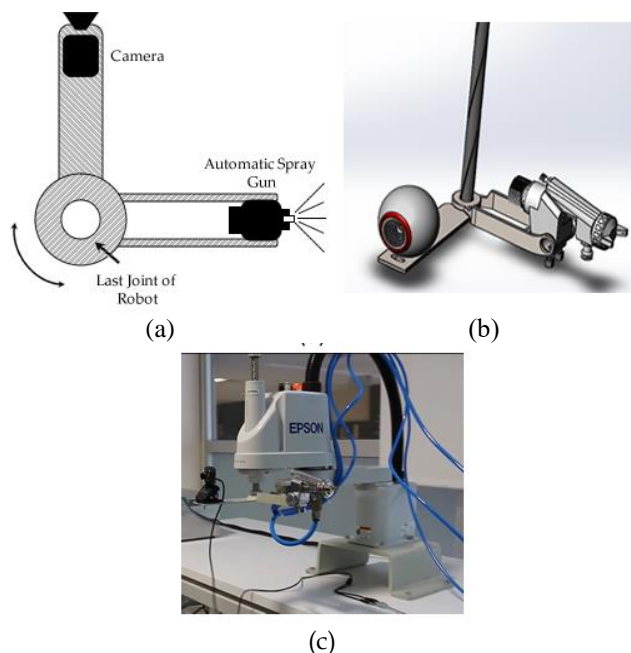 Camera
Automatic Spray
Gun
Last Joint of
Robot
(a)
(b)
EPSON
(c)